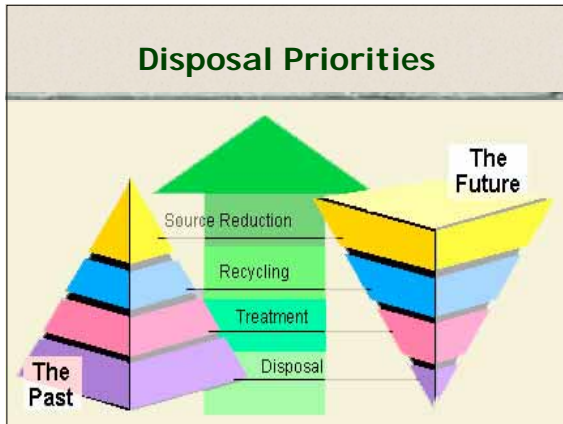 Disposal Priorities
The
Future
Source Reduction
Recycling
Treatment
Disposal
The
Past